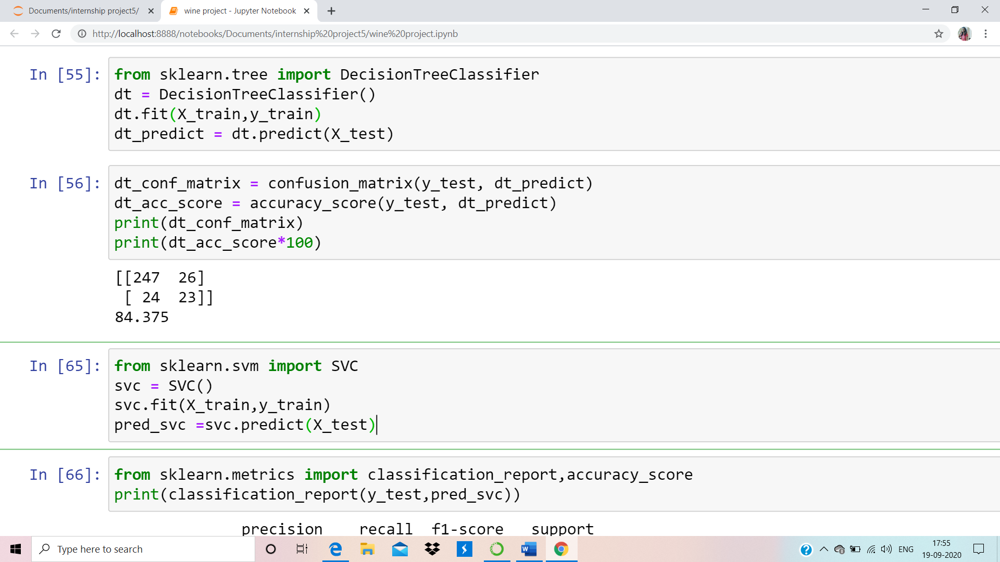 Documents/internship project5/
wine project - Jupyter Notebook
http://localhost:8888/notebooks/Documents/internship%20project5/wine%20project.ipynb
In [55]: from sklearn.tree import DecisionTreeClassifier
dt = DecisionTreeClassifier()
dt.fit(X_train,y_train)
dt_predict = dt.predict(X_test)
In [56]: dt_conf_matrix = confusion_matrix(y_test, dt_predict)
dt_acc_score = accuracy_score(y_test, dt_predict)
print(dt_conf_matrix)
print(dt_acc_score*100)
[[247  26]
 [ 24  23]]
84.375
In [65]: from sklearn.svm import SVC
svc = SVC()
svc.fit(X_train,y_train)
pred_svc =svc.predict(X_test)
In [66]: from sklearn.metrics import classification_report,accuracy_score
print(classification_report(y_test,pred_svc))
precision    recall  f1-score   support
Type here to search
ENG
17:55
19-09-2020